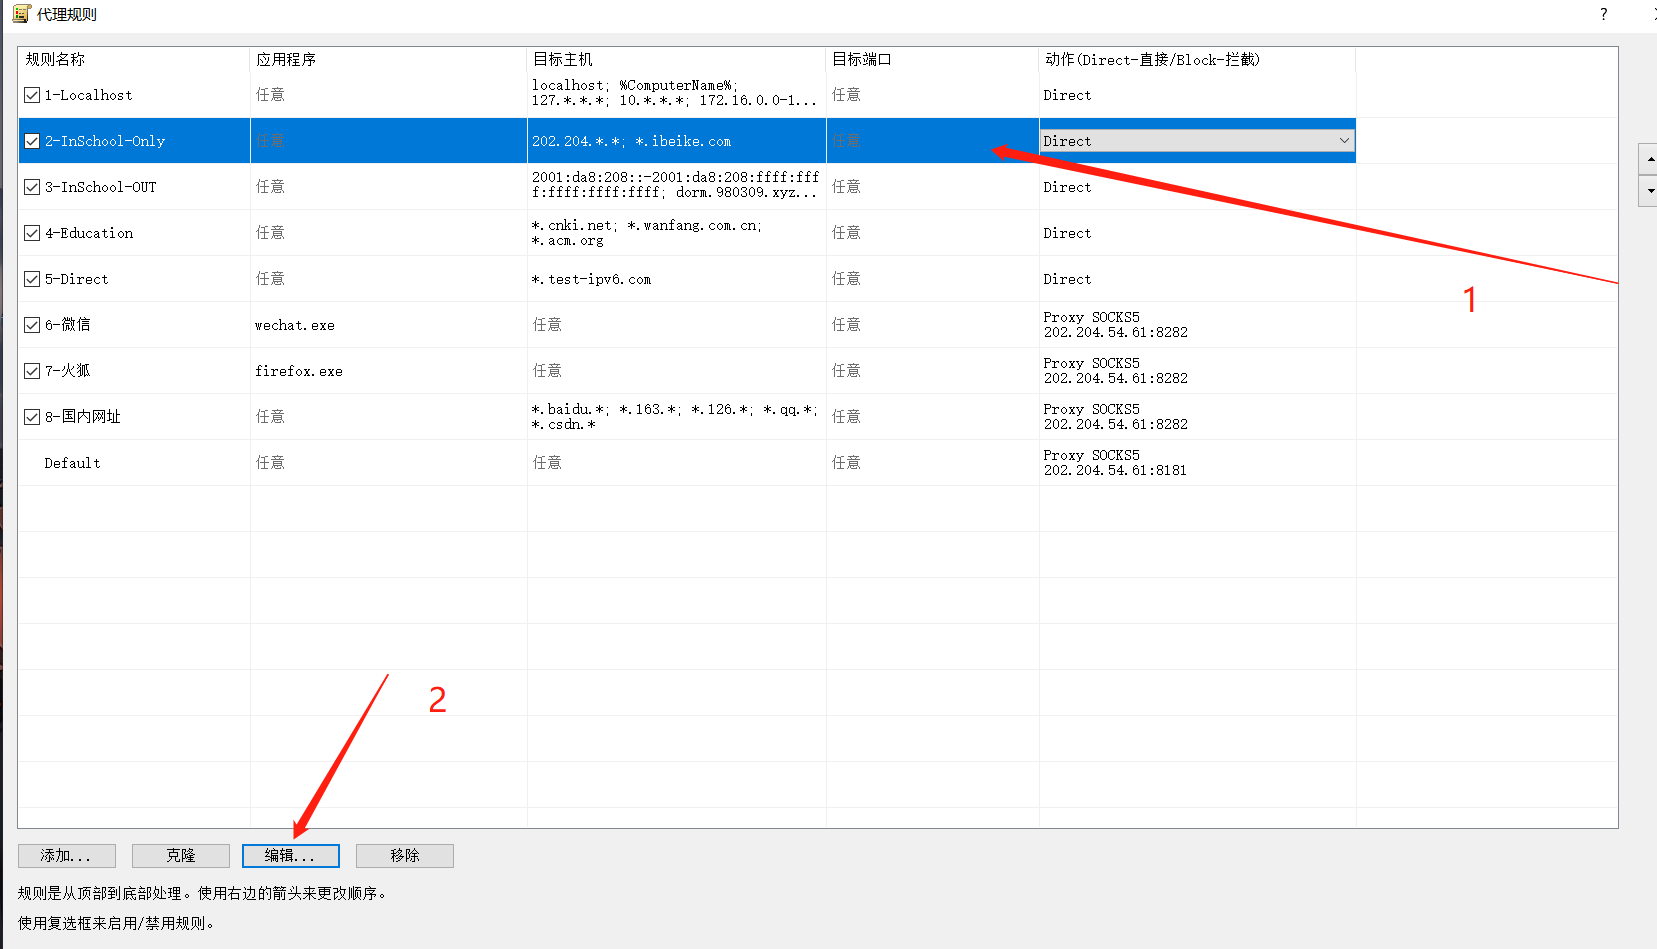 代理规则
?
规则名称 应用程序 目标主机 目标端口 动作(Direct-直接/Block-拦截)
1-Localhost 任意 localhost; %ComputerName%; 127.*.*.*; 10.*.*.*; 172.16.0.0-1... 任意 Direct
2-InSchool-Only 任意 202.204.*.*; *.ibeike.com 任意 Direct
3-InSchool-OUT 任意 2001:da8:208::-2001:da8:208:ffff:fff f:ffff:ffff:ffff; dorm.980309.xyz... 任意 Direct
4-Education 任意 *.cnki.net; *.wanfang.com.cn; *.acm.org 任意 Direct
5-Direct 任意 *.test-ipv6.com 任意 Direct
1
6-微信 wechat.exe 任意 任意 Proxy SOCKS5 202.204.54.61:8282
7-火狐 firefox.exe 任意 任意 Proxy SOCKS5 202.204.54.61:8282
8-国内网址 任意 *.baidu.*; *.163.*; *.126.*; *.qq.*; *.csdn.* 任意 Proxy SOCKS5 202.204.54.61:8282
Default 任意 任意 任意 Proxy SOCKS5 202.204.54.61:8181
2
添加... 克隆 编辑... 移除
规则是从顶部到底部处理。使用右边的箭头来更改顺序。
使用复选框来启用/禁用规则。